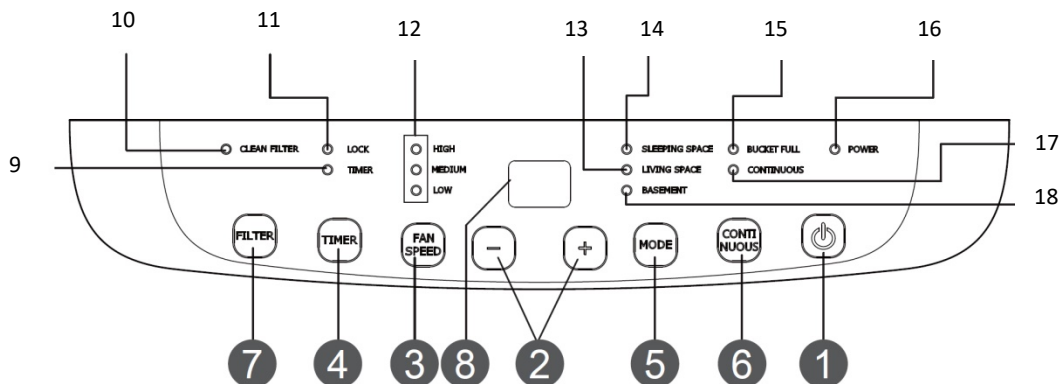 10 11 12 13 14 15 16
CLEAN FILTER LOCK HIGH SLEEPING SPACE BUCKET FULL POWER 17
9 TIMER MEDIUM LIVING SPACE CONTINUOUS
LOW BASEMENT 18
FILTER TIMER FAN SPEED − + MODE CONTI NUOUS
7 4 3 8 2 5 6 1